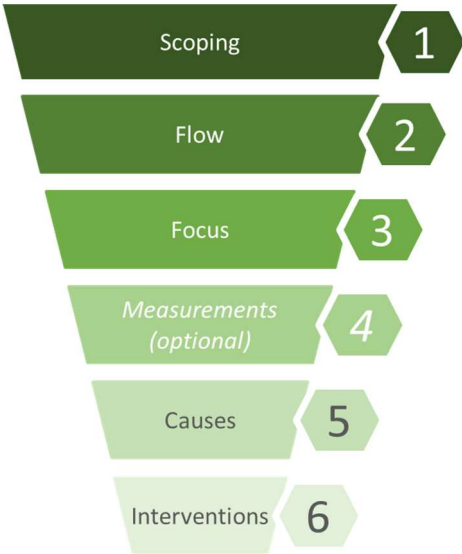 Scoping
1
Flow
2
Focus
3
Measurements
(optional)
4
Causes
5
Interventions
6